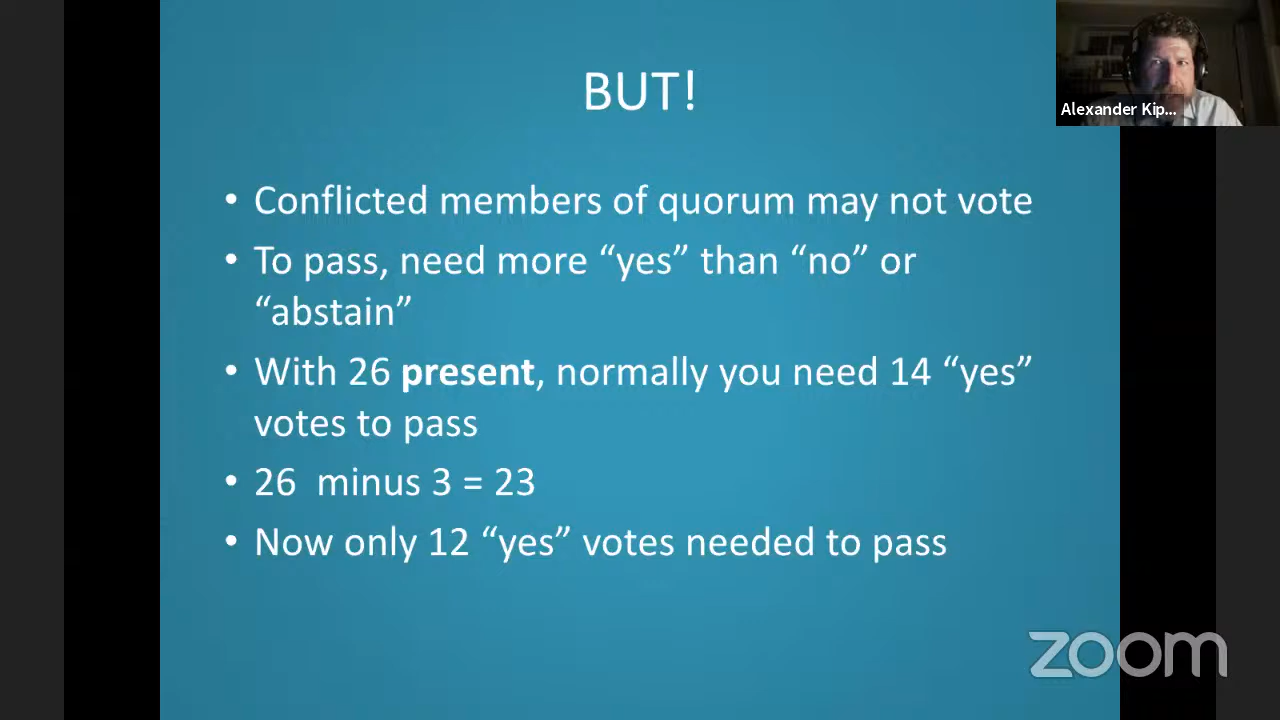 BUT!
Alexander Kip...
• Conflicted members of quorum may not vote
• To pass, need more “yes” than “no” or
“abstain”
• With 26 present, normally you need 14 “yes”
votes to pass
• 26  minus 3 = 23
• Now only 12 “yes” votes needed to pass
zoom